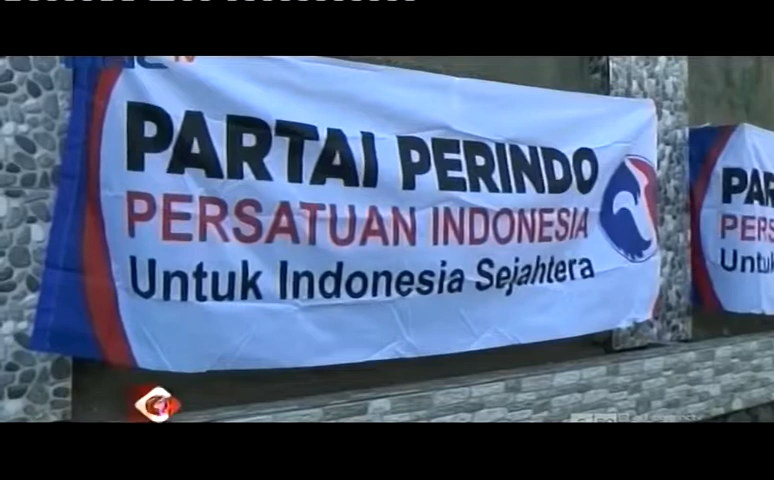 PARTAI PERINDO
PERSATUAN INDONESIA
Untuk Indonesia Sejahtera